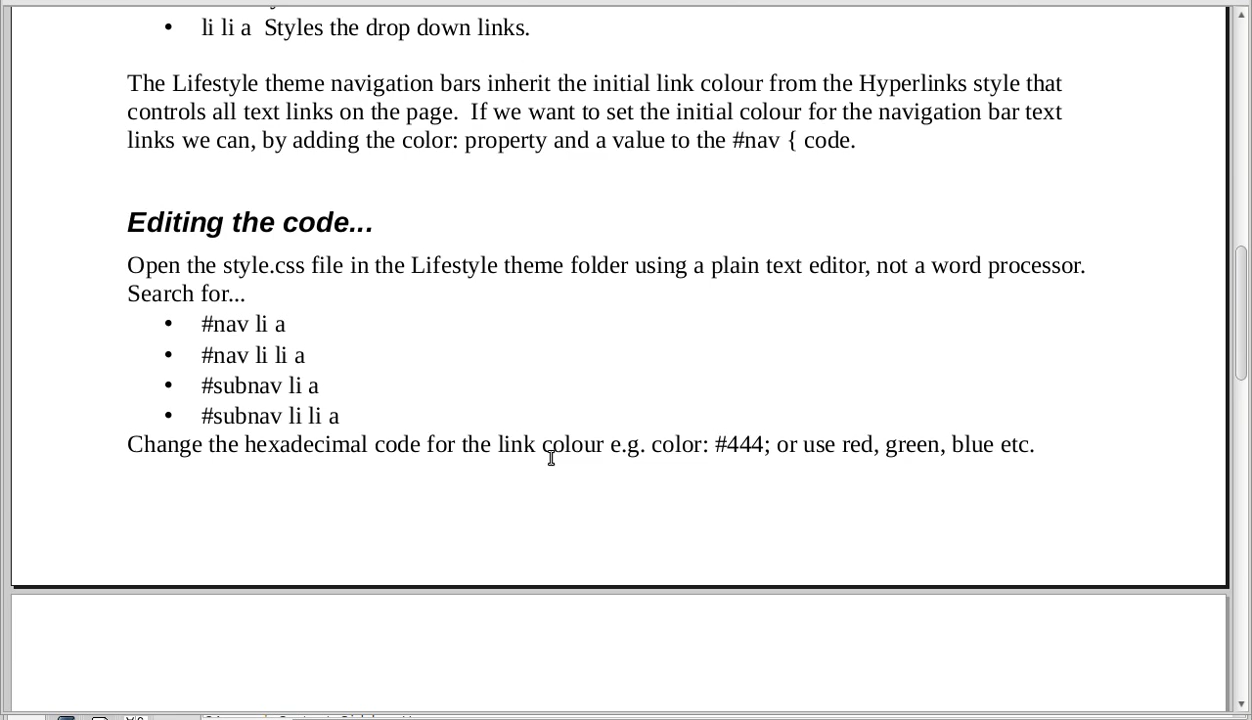 • li li a  Styles the drop down links.
The Lifestyle theme navigation bars inherit the initial link colour from the Hyperlinks style that
controls all text links on the page.  If we want to set the initial colour for the navigation bar text
links we can, by adding the color: property and a value to the #nav { code.
Editing the code...
Open the style.css file in the Lifestyle theme folder using a plain text editor, not a word processor.
Search for...
• #nav li a
• #nav li li a
• #subnav li a
• #subnav li li a
Change the hexadecimal code for the link colour e.g. color: #444; or use red, green, blue etc.